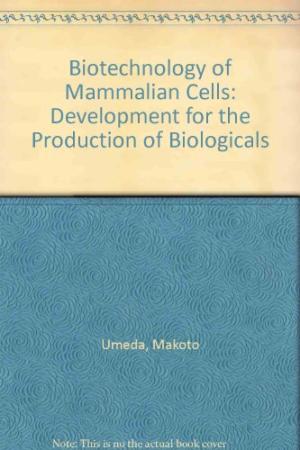 Biotechnology of
Mammalian Cells:
Development for the
Production of Biologicals
Umeda, Makoto
Note: This is no the actual book cover